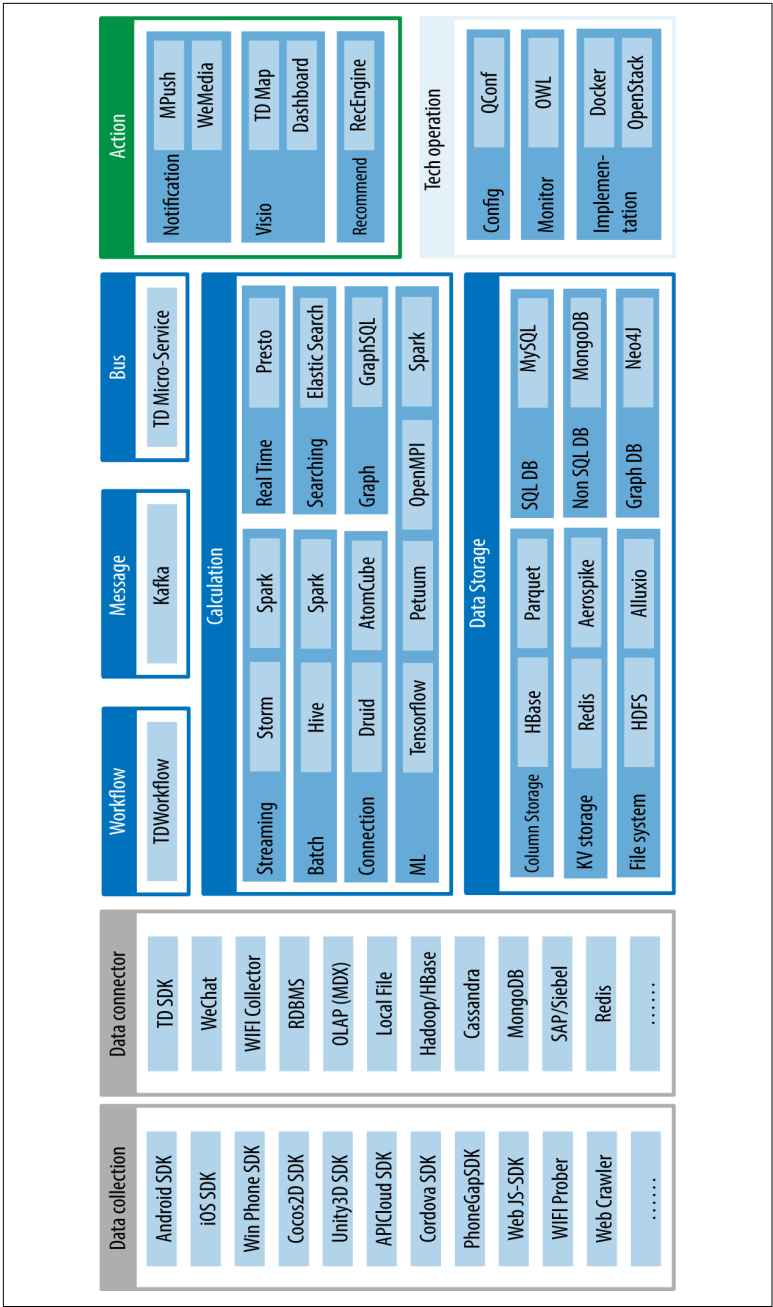 Data collection
Android SDK
iOS SDK
Win Phone SDK
Cocos2D SDK
Unity3D SDK
APICloud SDK
Cordova SDK
PhoneGapSDK
Web JS-SDK
WIFI Prober
Web Crawler
......
Data connector
TD SDK
WeChat
WIFI Collector
RDBMS
OLAP (MDX)
Local File
Hadoop/HBase
Cassandra
MongoDB
SAP/Siebel
Redis
......
Workflow
TDWorkflow
Message
Kafka
Bus
TD Micro-Service
Calculation
Streaming
Storm
Spark
Real Time
Presto
Batch
Hive
Spark
Searching
Elastic Search
Connection
Druid
AtomCube
Graph
GraphSQL
ML
Tensorflow
Petuum
OpenMPI
Spark
Data Storage
Column Storage
HBase
Parquet
SQL DB
MySQL
KV storage
Redis
Aerospike
Non SQL DB
MongoDB
File system
HDFS
Alluxio
Graph DB
Neo4J
Action
Notification
MPush
WeMedia
Visio
TD Map
Dashboard
Recommend
RecEngine
Tech operation
Config
QConf
Monitor
OWL
Implemen-
tation
Docker
OpenStack